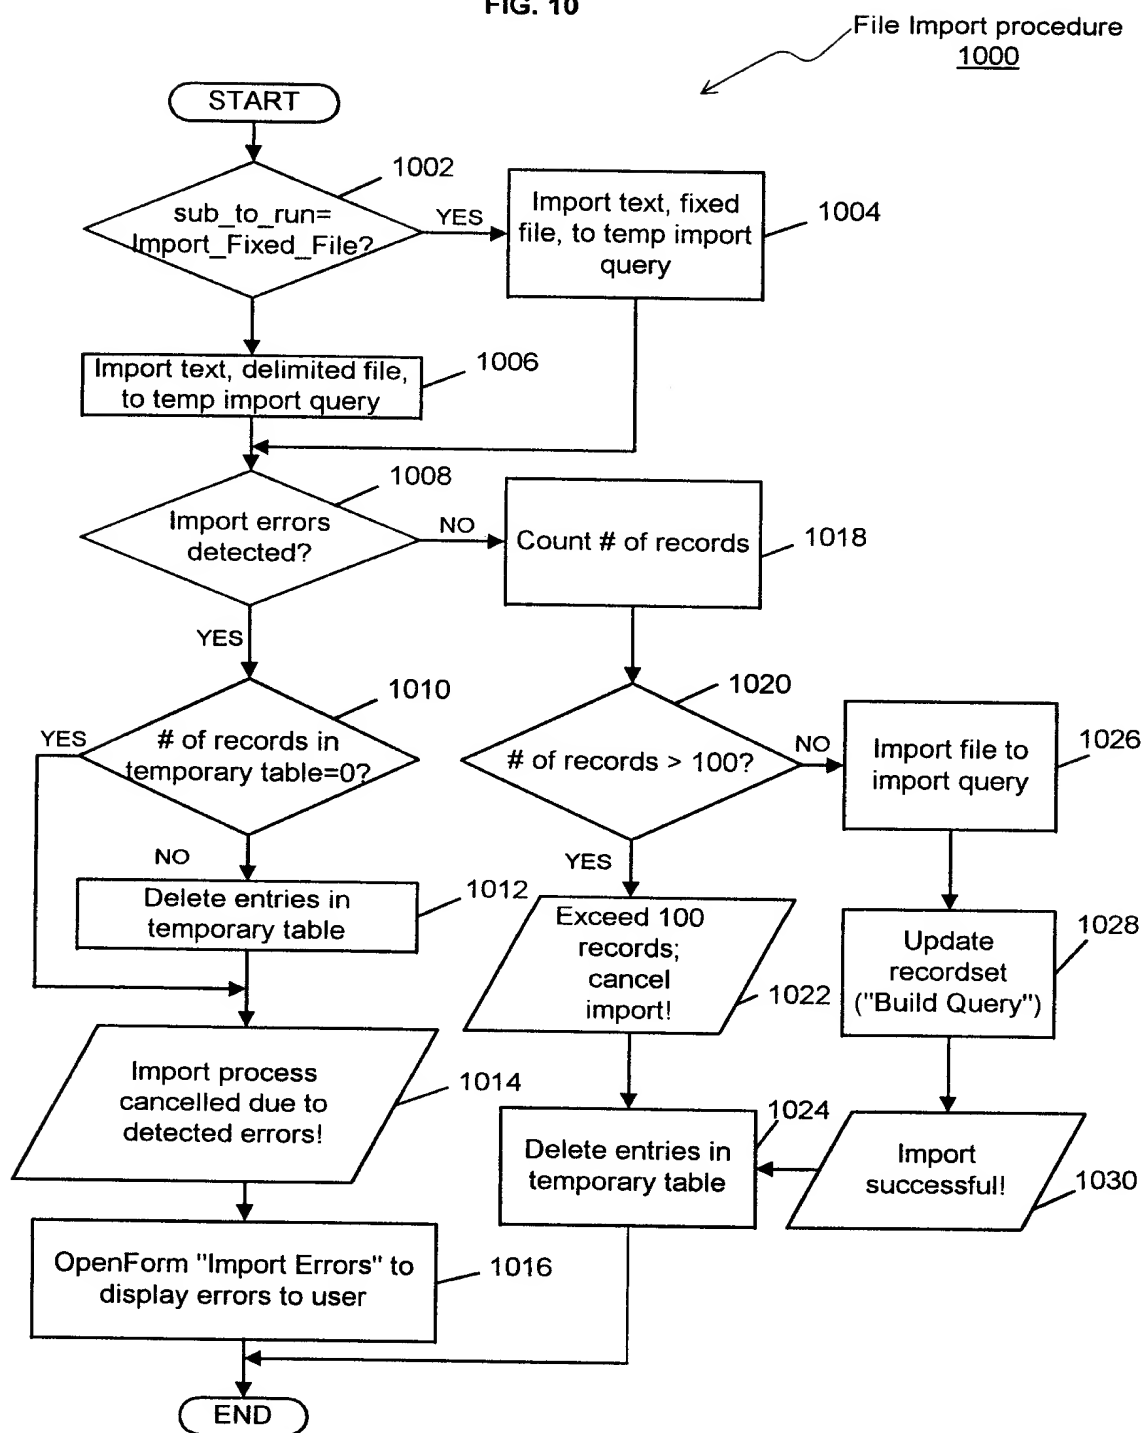 FIG. 10
File Import procedure
1000
START
1002
sub_to_run=
Import_Fixed_File?
YES
Import text, fixed
file, to temp import
query
1004
Import text, delimited file,
to temp import query
1006
1008
Import errors
detected?
NO
Count # of records
1018
YES
1010
# of records in
temporary table=0?
YES
1020
# of records > 100?
NO
Import file to
import query
1026
NO
Delete entries in
temporary table
1012
YES
Exceed 100
records;
cancel
import!
1022
Update
recordset
("Build Query")
1028
Import process
cancelled due to
detected errors!
1014
Delete entries in
temporary table
1024
Import
successful!
1030
OpenForm "Import Errors" to
display errors to user
1016
END